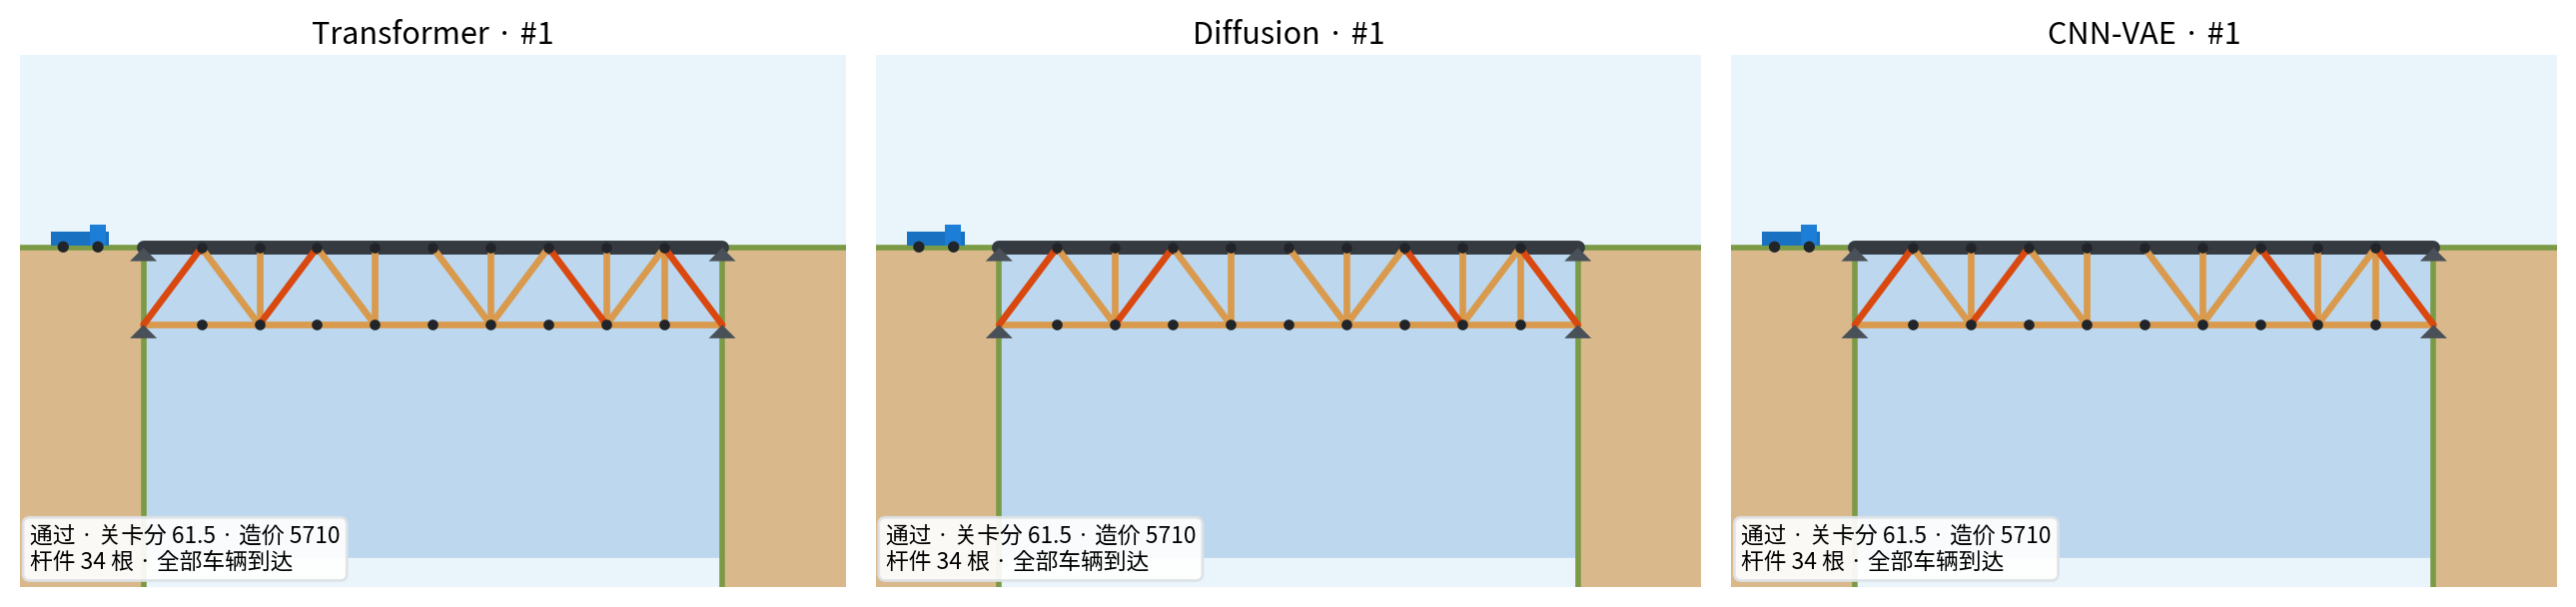 Transformer · #1
Diffusion · #1
CNN-VAE · #1
通过 · 关卡分 61.5 · 造价 5710
杆件 34 根 · 全部车辆到达
通过 · 关卡分 61.5 · 造价 5710
杆件 34 根 · 全部车辆到达
通过 · 关卡分 61.5 · 造价 5710
杆件 34 根 · 全部车辆到达